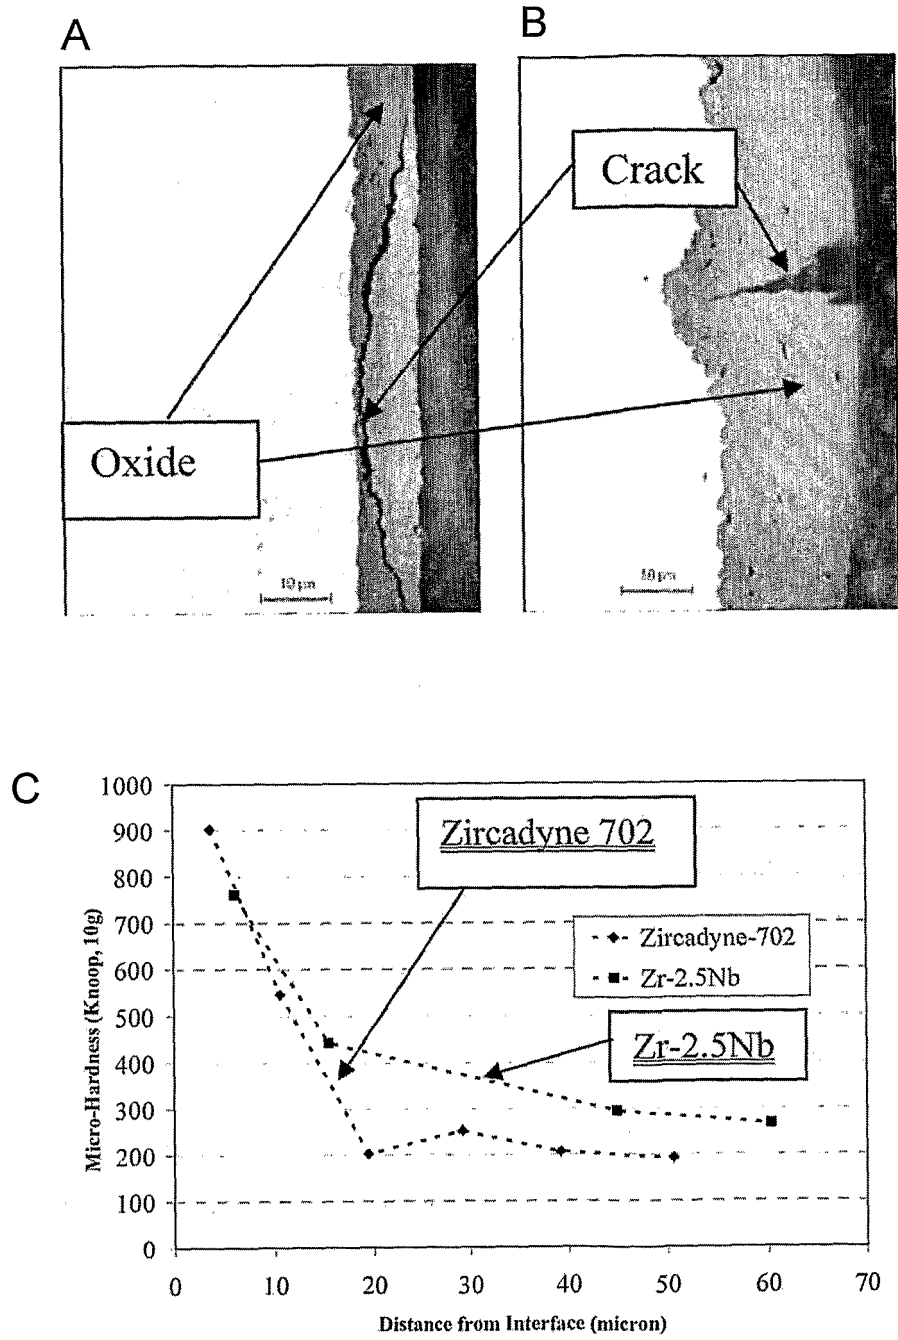 A
B
Crack
Oxide
10 µm
10 µm
C
1000
900
800
700
600
500
400
300
200
100
0
Micro-Hardness (Knoop, 10g)
Zircadyne 702
Zircadyne-702
Zr-2.5Nb
Zr-2.5Nb
0 10 20 30 40 50 60 70
Distance from Interface (micron)